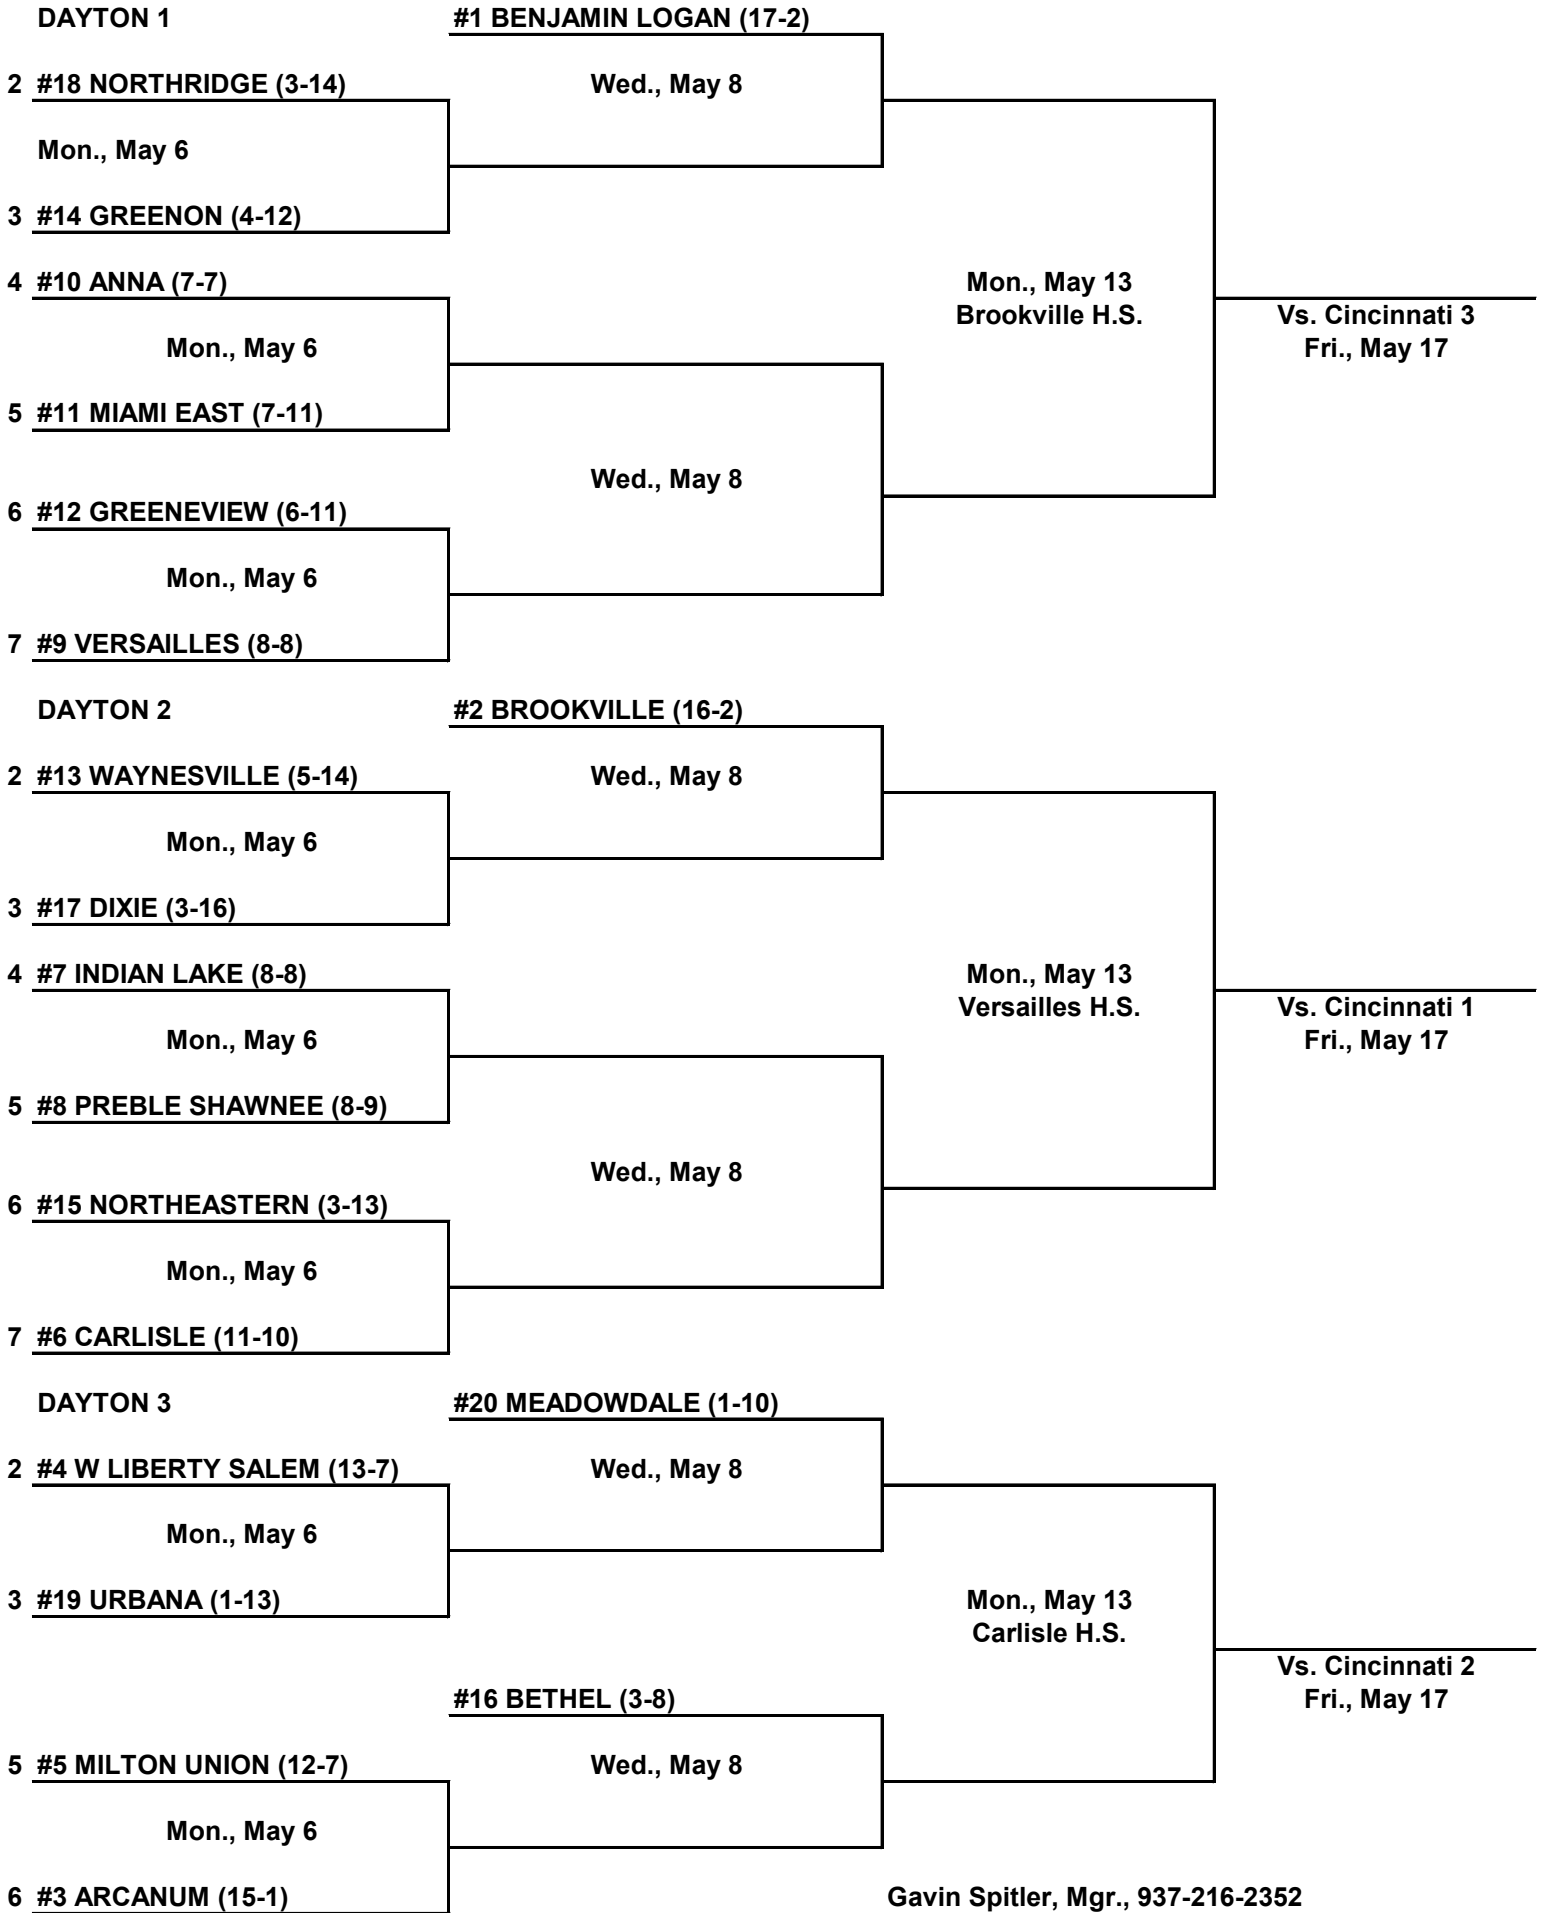 DAYTON 1
#1 BENJAMIN LOGAN (17-2)
2 #18 NORTHRIDGE (3-14)
Wed., May 8
Mon., May 6
3 #14 GREENON (4-12)
4 #10 ANNA (7-7)
Mon., May 13
Brookville H.S.
Vs. Cincinnati 3
Mon., May 6
Fri., May 17
5 #11 MIAMI EAST (7-11)
Wed., May 8
6 #12 GREENEVIEW (6-11)
Mon., May 6
7 #9 VERSAILLES (8-8)
DAYTON 2
#2 BROOKVILLE (16-2)
2 #13 WAYNESVILLE (5-14)
Wed., May 8
Mon., May 6
3 #17 DIXIE (3-16)
4 #7 INDIAN LAKE (8-8)
Mon., May 13
Versailles H.S.
Vs. Cincinnati 1
Mon., May 6
Fri., May 17
5 #8 PREBLE SHAWNEE (8-9)
Wed., May 8
6 #15 NORTHEASTERN (3-13)
Mon., May 6
7 #6 CARLISLE (11-10)
DAYTON 3
#20 MEADOWDALE (1-10)
2 #4 W LIBERTY SALEM (13-7)
Wed., May 8
Mon., May 6
3 #19 URBANA (1-13)
Mon., May 13
Carlisle H.S.
Vs. Cincinnati 2
#16 BETHEL (3-8)
Fri., May 17
5 #5 MILTON UNION (12-7)
Wed., May 8
Mon., May 6
6 #3 ARCANUM (15-1)
Gavin Spitler, Mgr., 937-216-2352